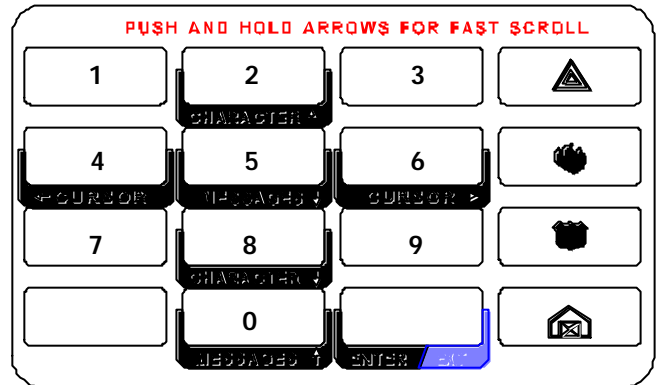 PUSH AND HOLD ARROWS FOR FAST SCROLL
1 2 3
CHARACTER
4 5 6
←CURSOR MESSAGES ↓ CURSOR >
7 8 9
CHARACTER ↓
0
MESSAGES ↑ ENTER /